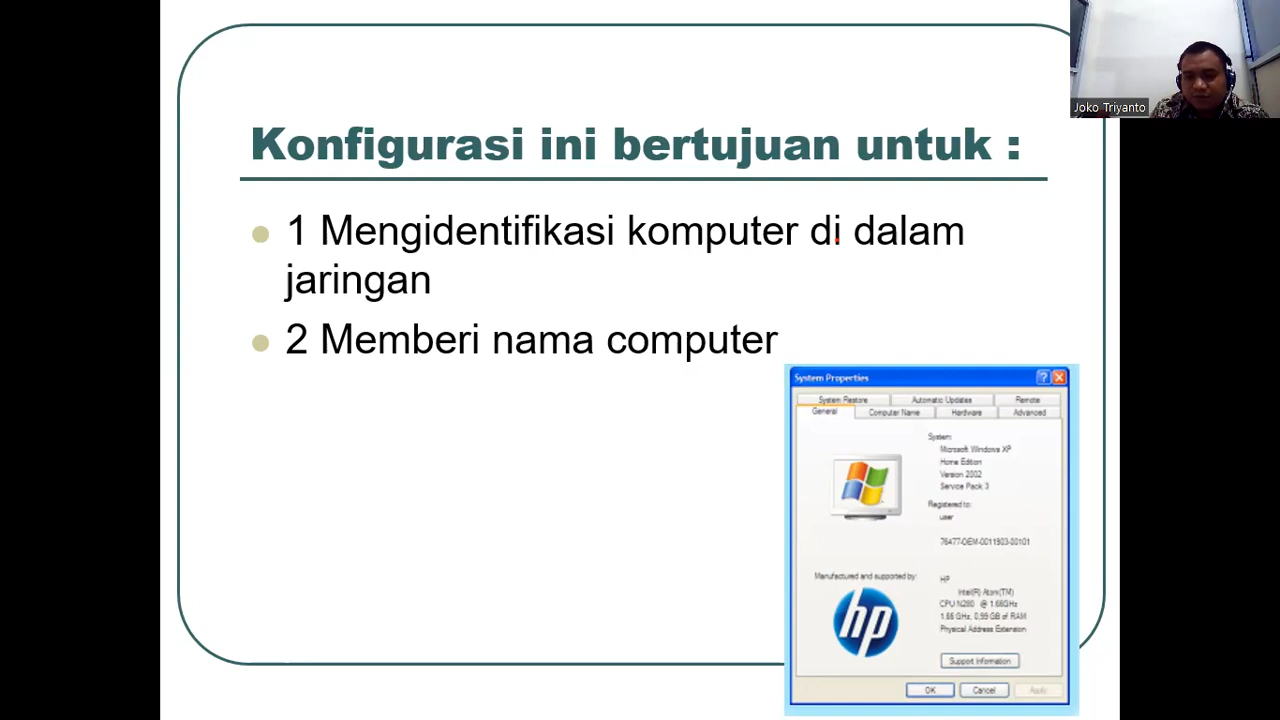 Joko Triyanto
Konfigurasi ini bertujuan untuk :
1 Mengidentifikasi komputer di dalam
jaringan
2 Memberi nama computer
System Properties
System Restore Automatic Updates Remote
General Computer Name Hardware Advanced
System:
Microsoft Windows XP
Home Edition
Version 2002
Service Pack 3
Registered to:
user
76477-OEM-0011903-00101
Manufactured and supported by:
HP
Intel(R) Atom(TM)
CPU N280 @ 1.66GHz
1.66 GHz, 0,99 GB of RAM
Physical Address Extension
hp
Support Information
OK Cancel Apply